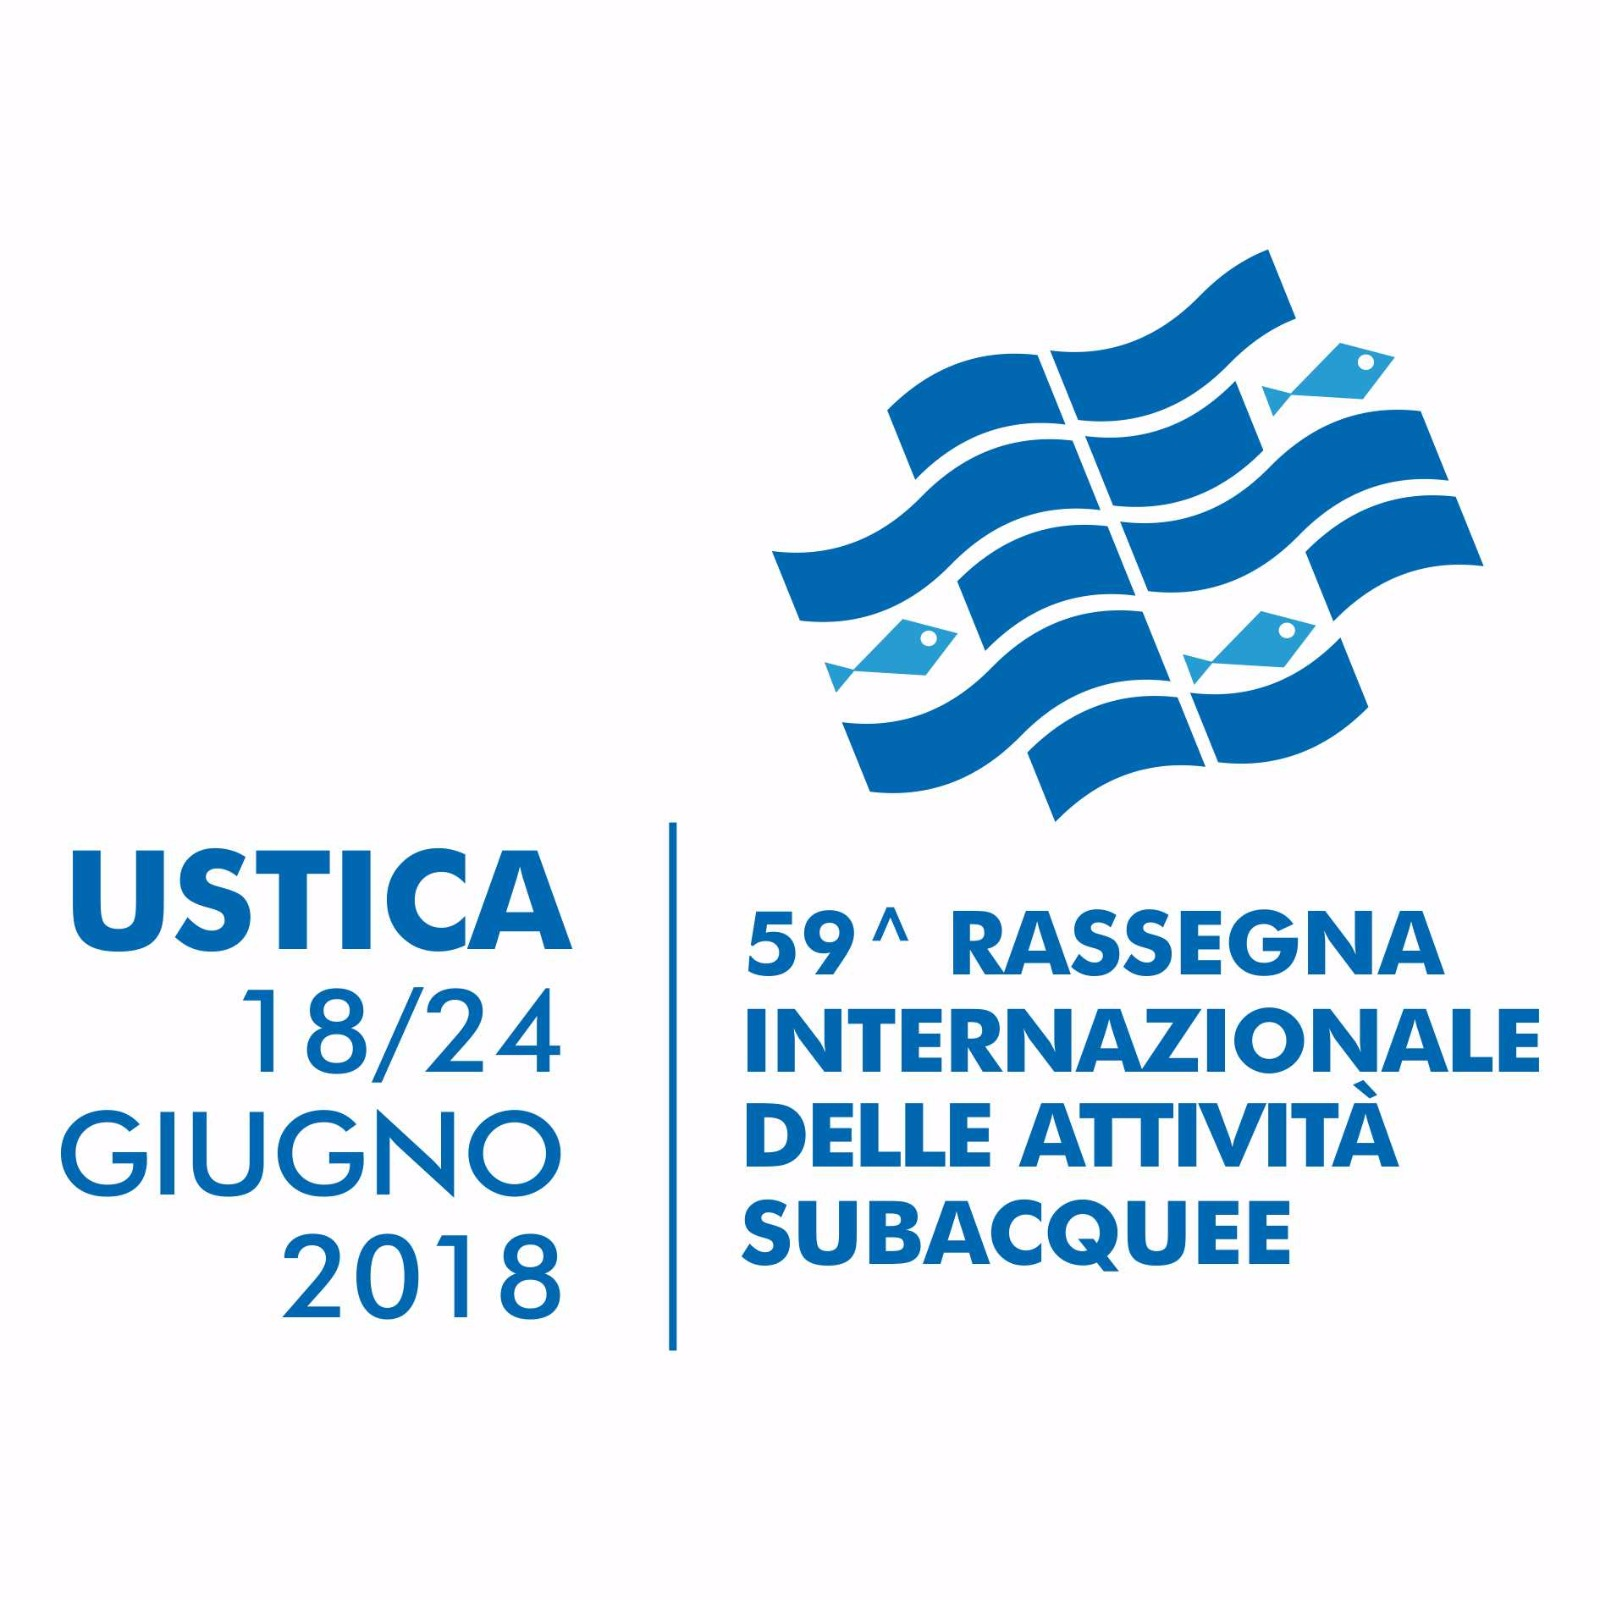 USTICA
18/24
GIUGNO
2018
59^ RASSEGNA
INTERNAZIONALE
DELLE ATTIVITÀ
SUBACQUEE